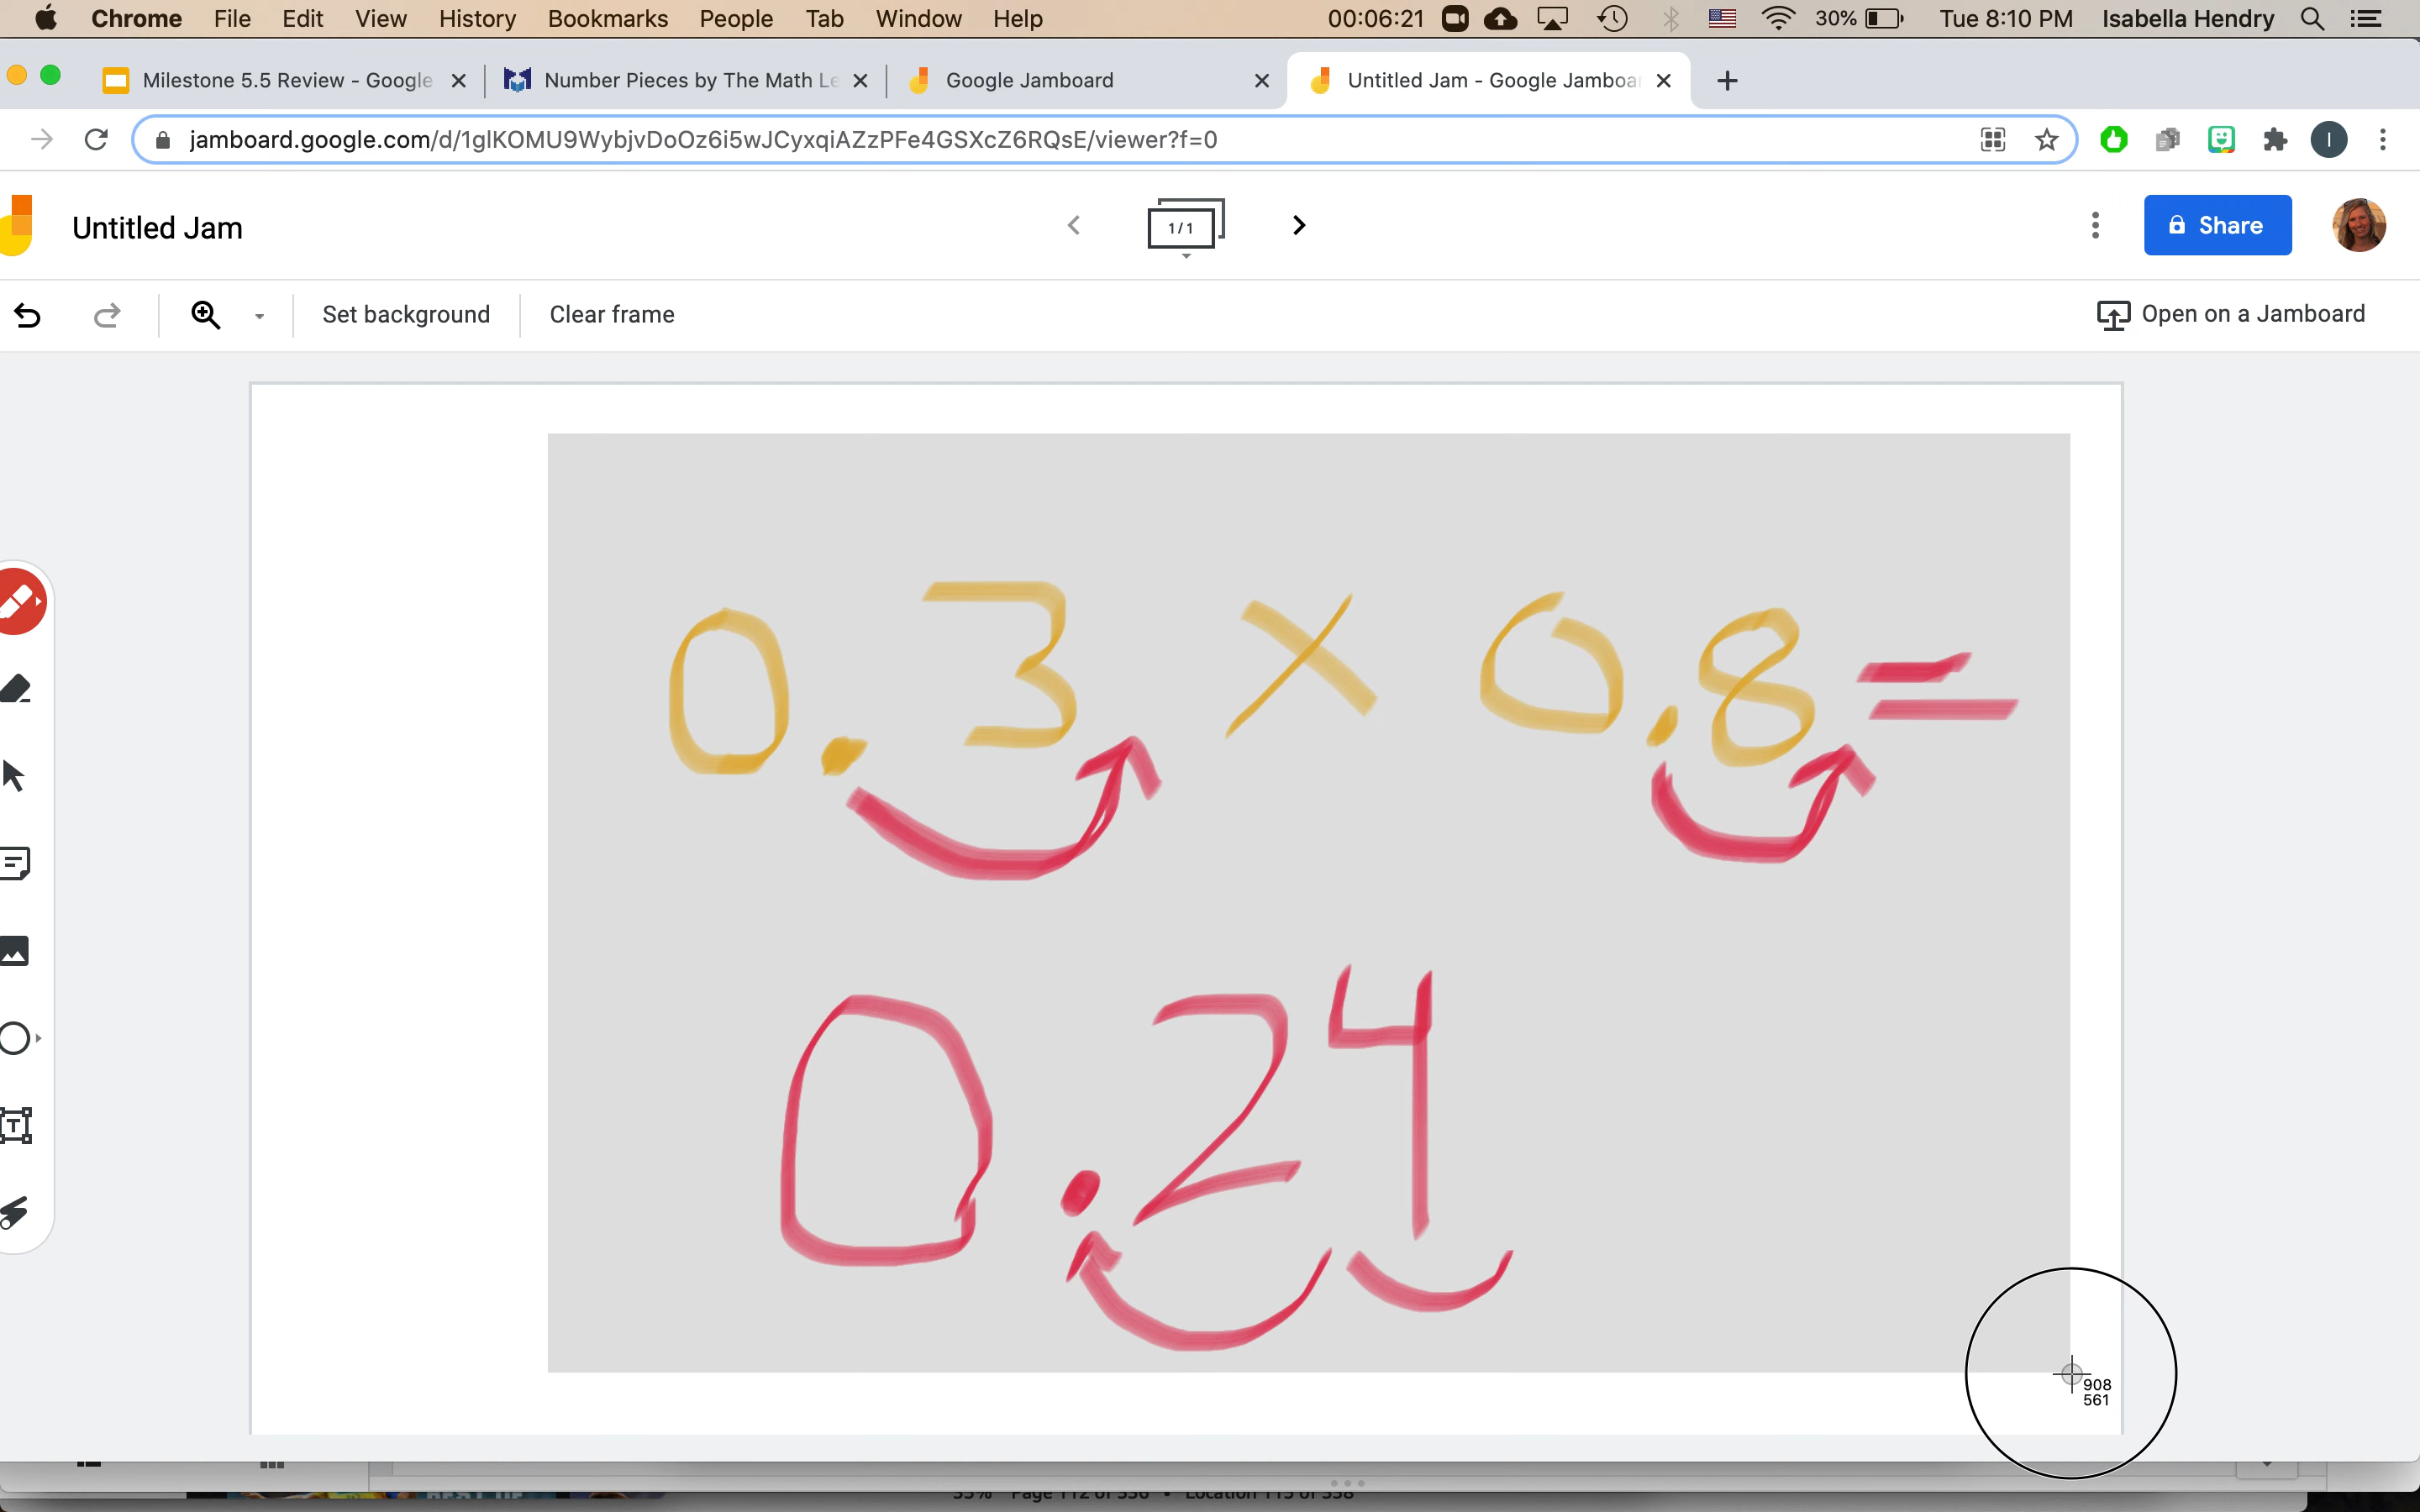 Chrome File Edit View History Bookmarks People Tab Window Help 00:06:21 30% Tue 8:10 PM Isabella Hendry
Milestone 5.5 Review - Google Number Pieces by The Math Le Google Jamboard Untitled Jam - Google Jamboa
jamboard.google.com/d/1glKOMU9WybjvDoOz6i5wJCyxqiAZzPFe4GSXcZ6RQsE/viewer?f=0 I
Untitled Jam 1/1 Share
Set background Clear frame Open on a Jamboard
0.3 x 0.8 =
0.24
T
908
561